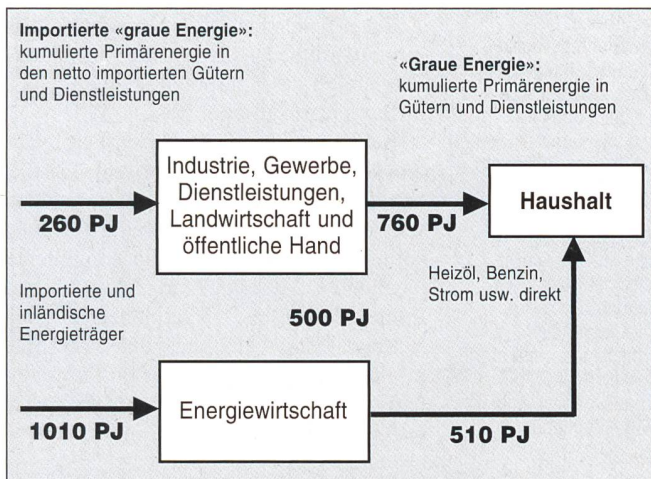 Importierte «graue Energie»:
kumulierte Primärenergie in
den netto importierten Gütern
und Dienstleistungen
«Graue Energie»:
kumulierte Primärenergie in
Gütern und Dienstleistungen
Industrie, Gewerbe,
Dienstleistungen,
Landwirtschaft und
öffentliche Hand
Haushalt
260 PJ
760 PJ
Importierte und
inländische
Energieträger
500 PJ
Heizöl, Benzin,
Strom usw. direkt
Energiewirtschaft
1010 PJ
510 PJ